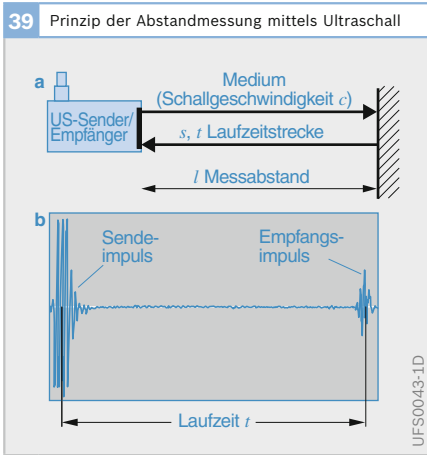 39 Prinzip der Abstandmessung mittels Ultraschall
a
Medium
(Schallgeschwindigkeit c)
US-Sender/
Empfänger
s, t Laufzeitstrecke
l Messabstand
b
Sende-
impuls
Empfangs-
impuls
Laufzeit t
UFS0043-1D